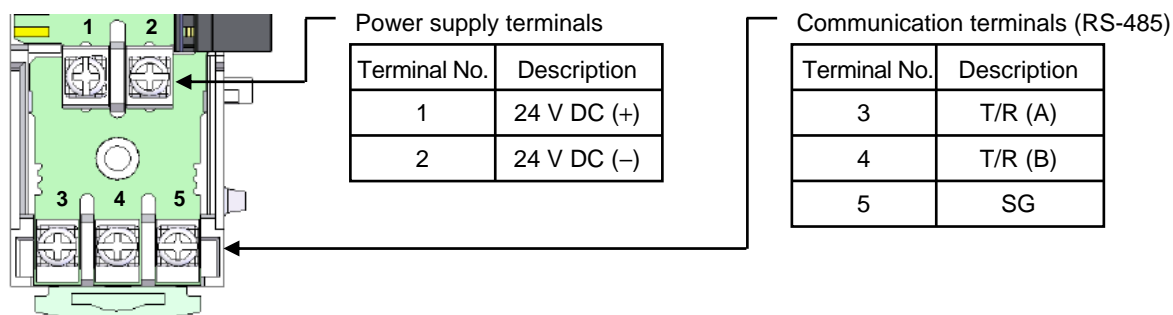 1 2
3 4 5
Power supply terminals
Terminal No. Description
1 24 V DC (+)
2 24 V DC (−)
Communication terminals (RS-485)
Terminal No. Description
3 T/R (A)
4 T/R (B)
5 SG